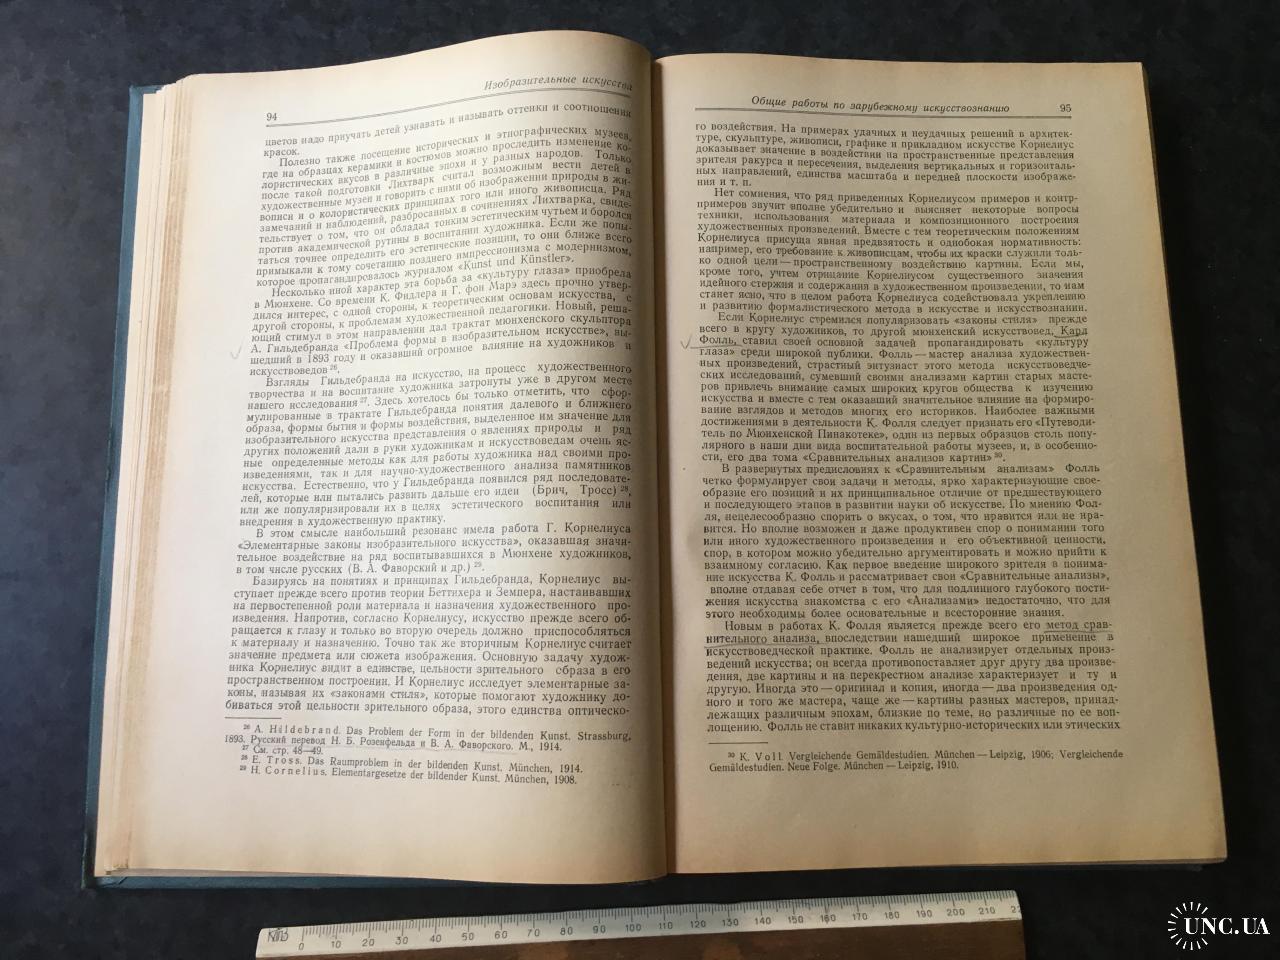 94
Изобразительные искусства
цветов надо приучать детей узнавать и называть оттенки и соотношения
красок.
Полезно также посещение исторических и этнографических музеев,
где на образцах керамики и костюмов можно проследить изменение ко-
лористических вкусов в различные эпохи и у разных народов. Только
после такой подготовки Лихтварк считал возможным вести детей в
художественные музеи и говорить с ними об изображении природы в жи-
вописи и о колористических принципах того или иного живописца. Ряд
замечаний и наблюдений, разбросанных в сочинениях Лихтварка, свиде-
тельствует о том, что он обладал тонким эстетическим чутьем и боролся
против академической рутины в воспитании художника. Если же попы-
таться точнее определить его эстетические позиции, то они ближе всего
примыкали к тому сочетанию позднего импрессионизма с модернизмом,
которое пропагандировалось журналом «Kunst und Künstler».
Несколько иной характер эта борьба за «культуру глаза» приобрела
в Мюнхене. Со времени К. Фидлера и Г. фон Марэ здесь прочно утвер-
дился интерес, с одной стороны, к теоретическим основам искусства, с
другой стороны, к проблемам художественной педагогики. Новый, реша-
ющий стимул в этом направлении дал трактат мюнхенского скульптора
А. Гильдебранда «Проблема формы в изобразительном искусстве», вы-
шедший в 1893 году и оказавший огромное влияние на художников и
искусствоведов 26.
Взгляды Гильдебранда на искусство, на процесс художественного
творчества и на воспитание художника затронуты уже в другом месте
нашего исследования 27. Здесь хотелось бы только отметить, что сфор-
мулированные в трактате Гильдебранда понятия далевого и ближнего
образа, формы бытия и формы воздействия, выделенное им значение для
изобразительного искусства представления о явлениях природы и ряд
других положений дали в руки художникам и искусствоведам очень яс-
ные определенные методы как для работы художника над своими про-
изведениями, так и для научно-художественного анализа памятников
искусства. Естественно, что у Гильдебранда появился ряд последовате-
лей, которые или пытались развить дальше его идеи (Брич, Тросс) 28,
или же популяризировали их в целях эстетического воспитания или
внедрения в художественную практику.
В этом смысле наибольший резонанс имела работа Г. Корнелиуса
«Элементарные законы изобразительного искусства», оказавшая значи-
тельное воздействие на ряд воспитывавшихся в Мюнхене художников,
в том числе русских (В. А. Фаворский и др.) 29.
Базируясь на понятиях и принципах Гильдебранда, Корнелиус вы-
ступает прежде всего против теории Беттихера и Земпера, настаивавших
на первостепенной роли материала и назначения художественного про-
изведения. Напротив, согласно Корнелиусу, искусство прежде всего об-
ращается к глазу и только во вторую очередь должно приспособляться
к материалу и назначению. Точно так же вторичным Корнелиус считает
значение предмета или сюжета изображения. Основную задачу худож-
ника Корнелиус видит в единстве, цельности зрительного образа в его
пространственном построении. И Корнелиус исследует элементарные за-
коны, называя их «законами стиля», которые помогают художнику до-
биваться этой цельности зрительного образа, этого единства оптическо-
26 A. Hildebrand. Das Problem der Form in der bildenden Kunst. Strassburg,
1893. Русский перевод Н. Б. Розенфельда и В. А. Фаворского. М., 1914.
27 См. стр. 48—49.
28 E. Tross. Das Raumproblem in der bildenden Kunst. München, 1914.
29 H. Cornelius. Elementargesetze der bildender Kunst. München, 1908.
Общие работы по зарубежному искусствознанию
95
го воздействия. На примерах удачных и неудачных решений в архитек-
туре, скульптуре, живописи, графике и прикладном искусстве Корнелиус
доказывает значение в воздействии на пространственные представления
зрителя ракурса и пересечения, выделения вертикальных и горизонталь-
ных направлений, единства масштаба и передней плоскости изображе-
ния и т. п.
Нет сомнения, что ряд приведенных Корнелиусом примеров и контр-
примеров звучит вполне убедительно и выясняет некоторые вопросы
техники, использования материала и композиционного построения
художественных произведений. Вместе с тем теоретическим положениям
Корнелиуса присуща явная предвзятость и однобокая нормативность:
например, его требование к живописцам, чтобы их краски служили толь-
ко одной цели — пространственному воздействию картины. Если мы,
кроме того, учтем отрицание Корнелиусом существенного значения
идейного стержня и содержания в художественном произведении, то нам
станет ясно, что в целом работа Корнелиуса содействовала укреплению
и развитию формалистического метода в искусстве и искусствознании.
Если Корнелиус стремился популяризовать «законы стиля» прежде
всего в кругу художников, то другой мюнхенский искусствовед, Карл
Фолль, ставил своей основной задачей пропагандировать «культуру
глаза» среди широкой публики. Фолль — мастер анализа художествен-
ных произведений, страстный энтузиаст этого метода искусствоведче-
ских исследований, сумевший своими анализами картин старых масте-
ров привлечь внимание самых широких кругов общества к изучению
искусства и вместе с тем оказавший значительное влияние на формиро-
вание взглядов и методов многих его историков. Наиболее важными
достижениями в деятельности К. Фолля следует признать его «Путеводи-
тель по Мюнхенской Пинакотеке», один из первых образцов столь попу-
лярного в наши дни вида воспитательной работы музеев, и, в особенно-
сти, его два тома «Сравнительных анализов картин» 30.
В развернутых предисловиях к «Сравнительным анализам» Фолль
четко формулирует свои задачи и методы, ярко характеризующие свое-
образие его позиций и их принципиальное отличие от предшествующего
и последующего этапов в развитии науки об искусстве. По мнению Фол-
ля, нецелесообразно спорить о вкусах, о том, что нравится или не нра-
вится. Но вполне возможен и даже продуктивен спор о понимании того
или иного художественного произведения и его объективной ценности,
спор, в котором можно убедительно аргументировать и можно прийти к
взаимному согласию. Как первое введение широкого зрителя в понима-
ние искусства К. Фолль и рассматривает свои «Сравнительные анализы»,
вполне отдавая себе отчет в том, что для подлинного глубокого пости-
жения искусства знакомства с его «Анализами» недостаточно, что для
этого необходимы более основательные и всесторонние знания.
Новым в работах К. Фолля является прежде всего его метод срав-
нительного анализа, впоследствии нашедший широкое применение в
искусствоведческой практике. Фолль не анализирует отдельных произ-
ведений искусства; он всегда противопоставляет друг другу два произве-
дения, две картины и на перекрестном анализе характеризует и ту и
другую. Иногда это — оригинал и копия, иногда — два произведения од-
ного и того же мастера, чаще же — картины разных мастеров, принад-
лежащих различным эпохам, близкие по теме, но различные по ее воп-
лощению. Фолль не ставит никаких культурно-исторических или этических
30 K. Voll. Vergleichende Gemäldestudien. München — Leipzig, 1906; Vergleichende
Gemäldestudien. Neue Folge. München — Leipzig, 1910.
0 10 20 30 40 50 60 70 80 90 100 110 120 130 140 150 160 170 180 190 200 210
UNC.UA